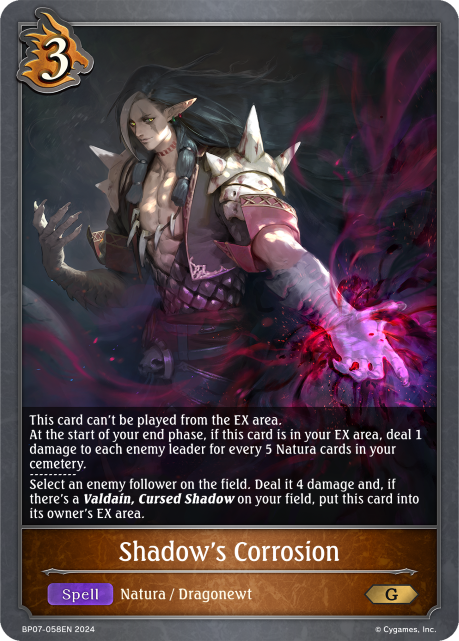 3
This card can't be played from the EX area.
At the start of your end phase, if this card is in your EX area, deal 1
damage to each enemy leader for every 5 Natura cards in your
cemetery.
----------
Select an enemy follower on the field. Deal it 4 damage and, if
there's a Valdain, Cursed Shadow on your field, put this card into
its owner's EX area.
Shadow's Corrosion
Spell Natura / Dragonewt G
BP07-058EN 2024 © Cygames, Inc.